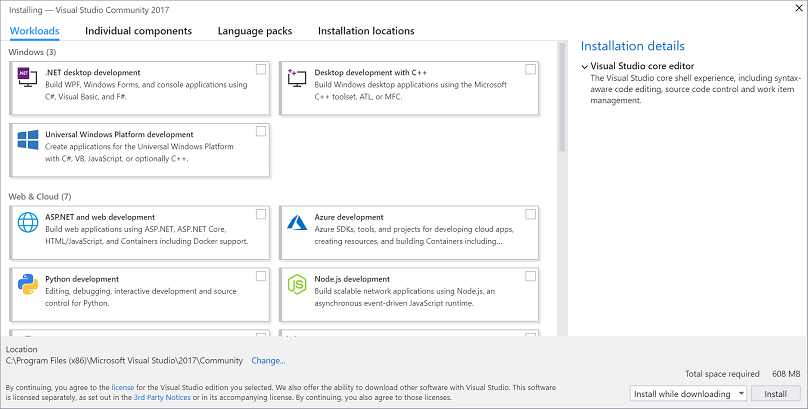 Installing — Visual Studio Community 2017
Workloads Individual components Language packs Installation locations
Windows (3)
.NET desktop development
Build WPF, Windows Forms, and console applications using
C#, Visual Basic, and F#.
Desktop development with C++
Build Windows desktop applications using the Microsoft
C++ toolset, ATL, or MFC.
Universal Windows Platform development
Create applications for the Universal Windows Platform
with C#, VB, JavaScript, or optionally C++.
Web & Cloud (7)
ASP.NET and web development
Build web applications using ASP.NET, ASP.NET Core,
HTML/JavaScript, and Containers including Docker support.
Azure development
Azure SDKs, tools, and projects for developing cloud apps,
creating resources, and building Containers including...
Python development
Editing, debugging, interactive development and source
control for Python.
Node.js development
Build scalable network applications using Node.js, an
asynchronous event-driven JavaScript runtime.
Installation details
Visual Studio core editor
The Visual Studio core shell experience, including syntax-
aware code editing, source code control and work item
management.
Location
C:\Program Files (x86)\Microsoft Visual Studio\2017\Community Change...
Total space required 608 MB
By continuing, you agree to the license for the Visual Studio edition you selected. We also offer the ability to download other software with Visual Studio. This software
is licensed separately, as set out in the 3rd Party Notices or in its accompanying license. By continuing, you also agree to those licenses.
Install while downloading Install